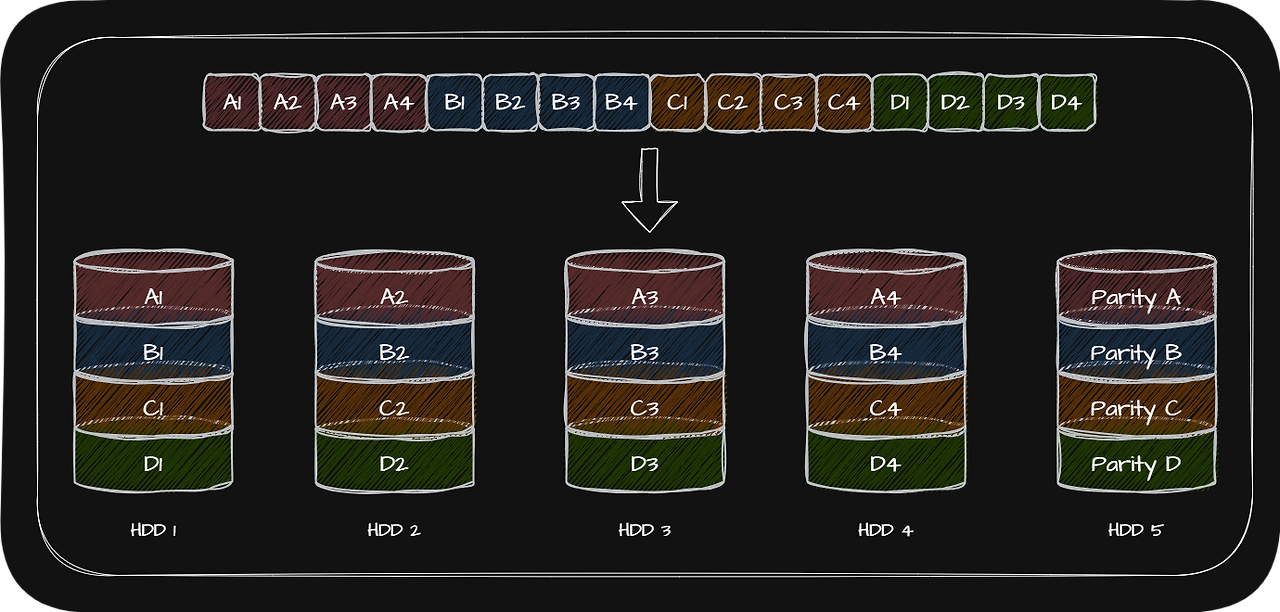 A1 A2 A3 A4 B1 B2 B3 B4 C1 C2 C3 C4 D1 D2 D3 D4
A1 A2 A3 A4 Parity A
B1 B2 B3 B4 Parity B
C1 C2 C3 C4 Parity C
D1 D2 D3 D4 Parity D
HDD 1 HDD 2 HDD 3 HDD 4 HDD 5